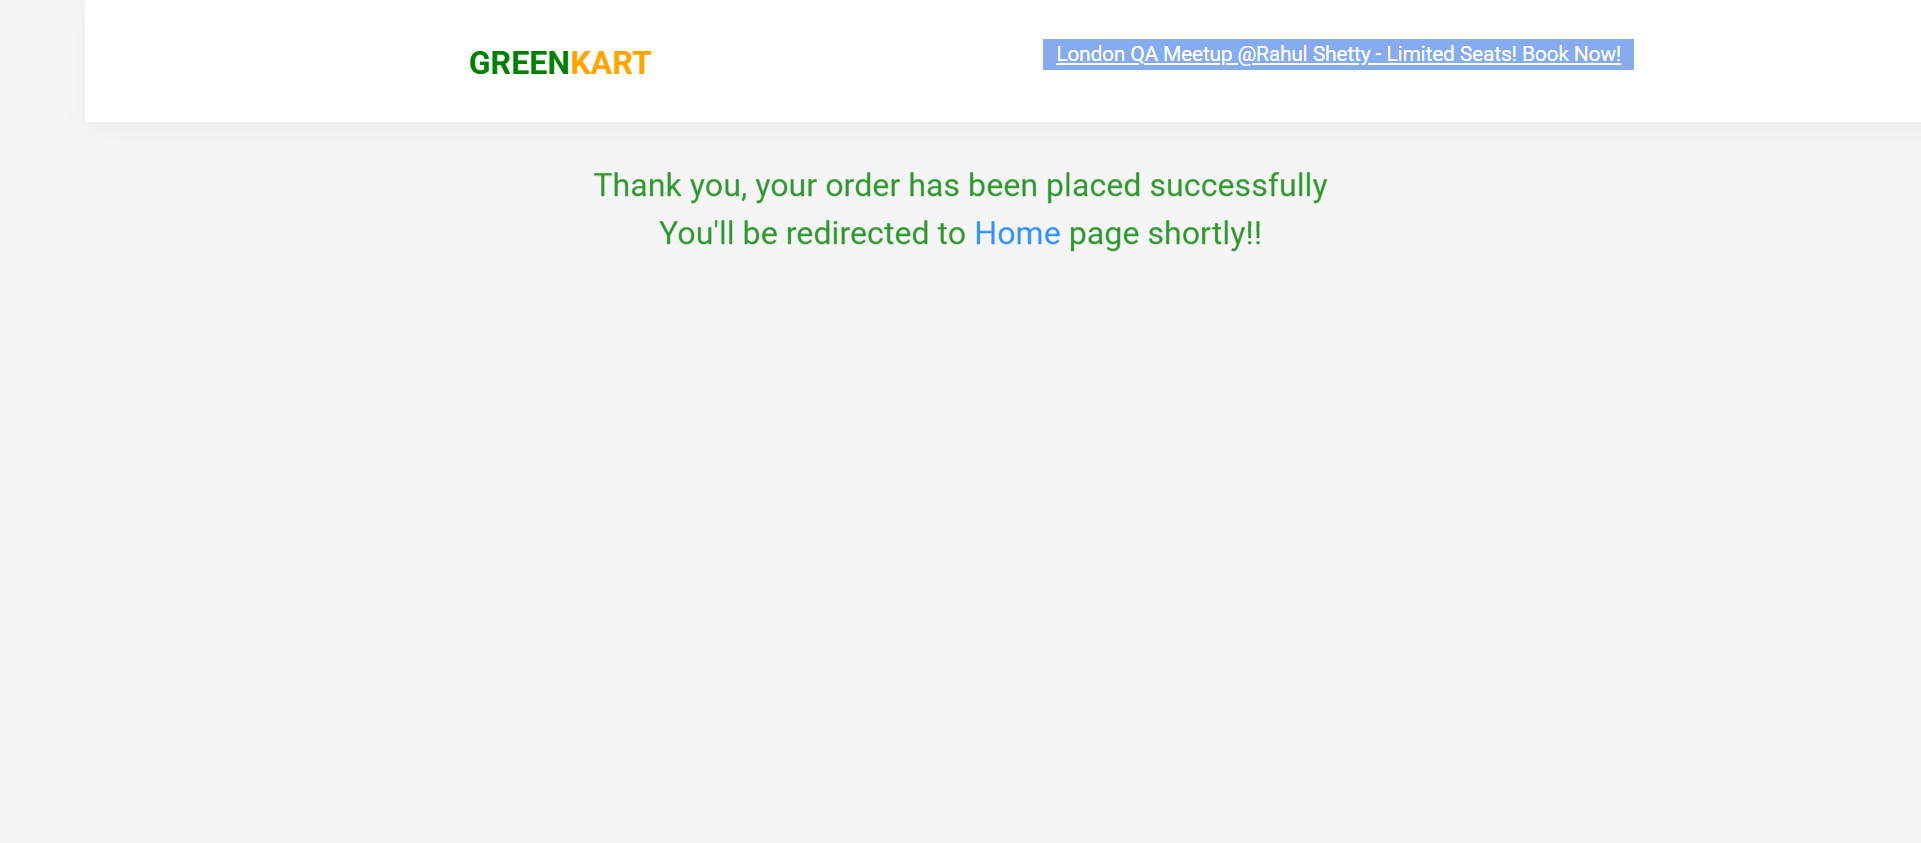 GREENKART
London QA Meetup @Rahul Shetty - Limited Seats! Book Now!
Thank you, your order has been placed successfully
You'll be redirected to Home page shortly!!